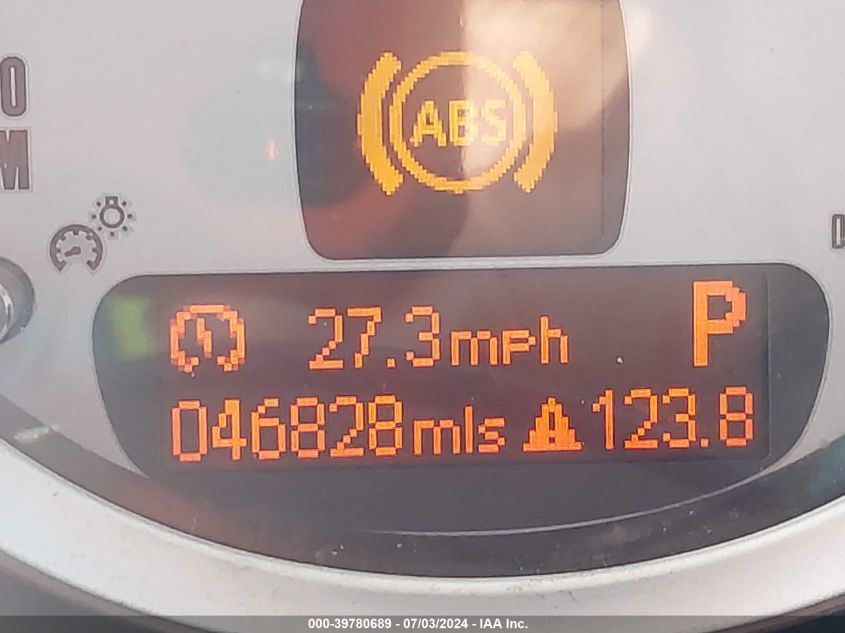 ABS
27.3mph P
046828mls 123.8
000-39780689 - 07/03/2024 - IAA Inc.